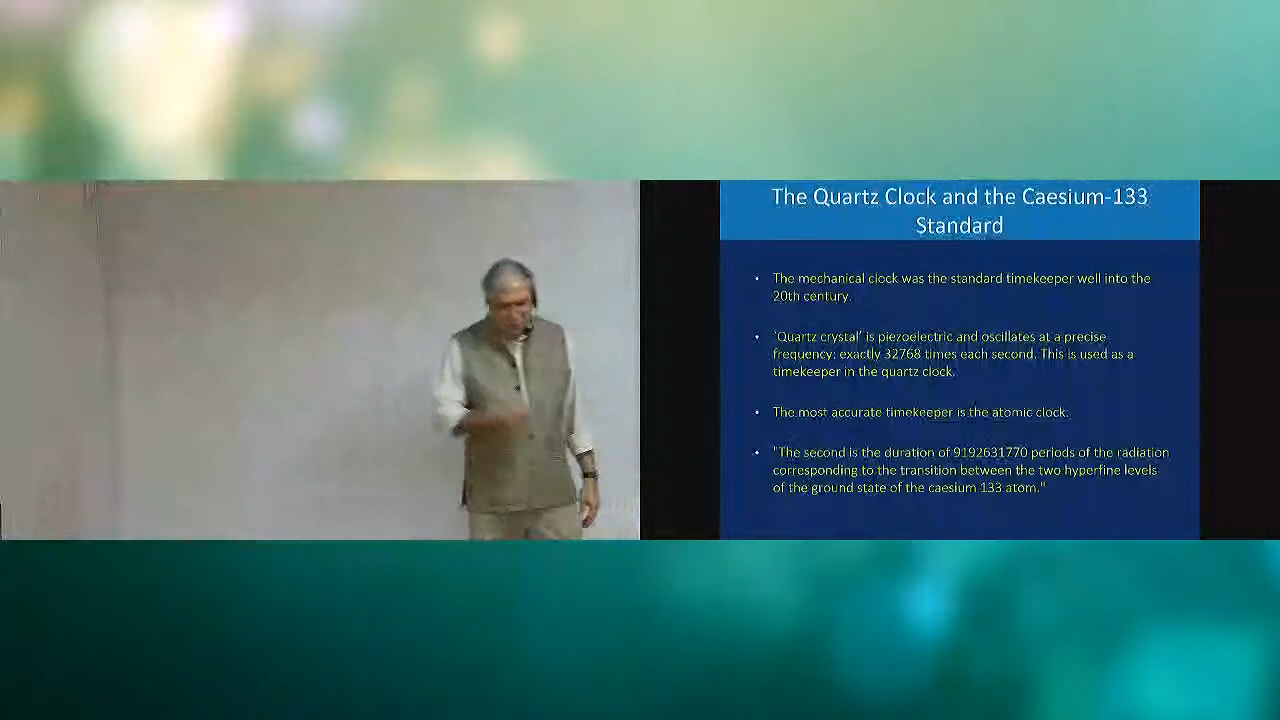 The Quartz Clock and the Caesium-133
Standard
• The mechanical clock was the standard timekeeper well into the
20th century.
• 'Quartz crystal' is piezoelectric and oscillates at a precise
frequency: exactly 32768 times each second. This is used as a
timekeeper in the quartz clock.
• The most accurate timekeeper is the atomic clock.
• "The second is the duration of 9192631770 periods of the radiation
corresponding to the transition between the two hyperfine levels
of the ground state of the caesium 133 atom."